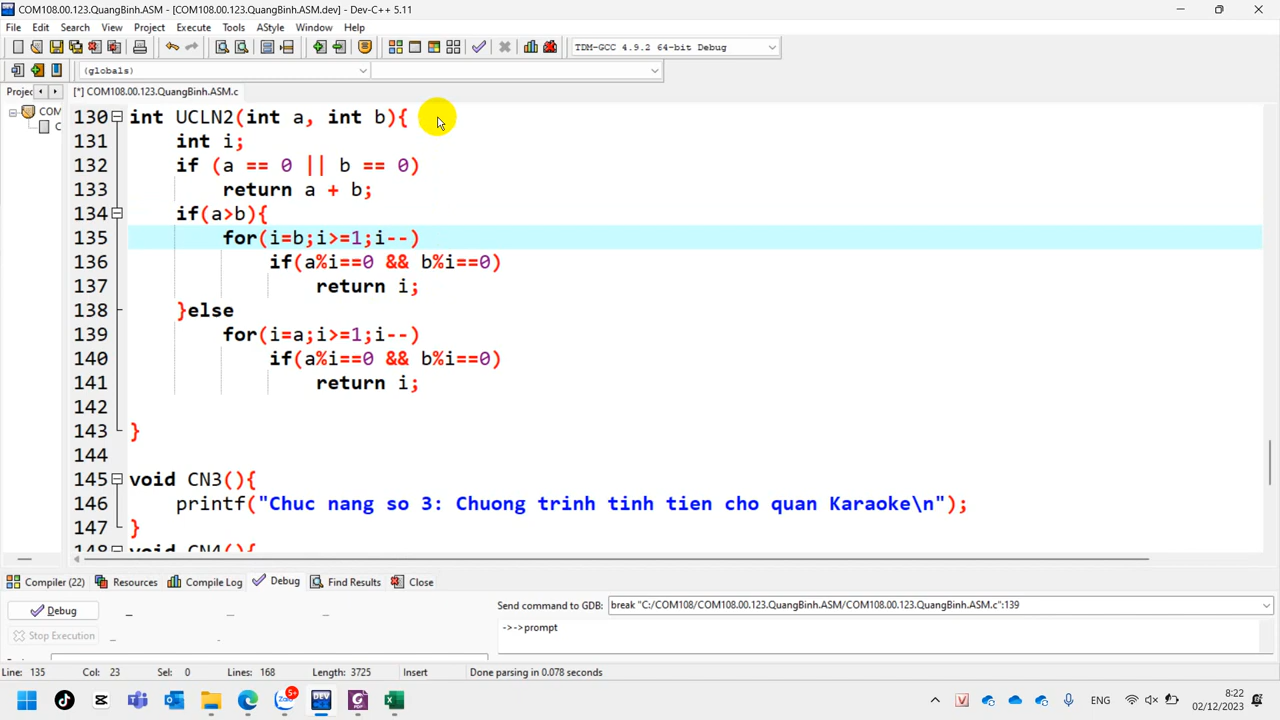 COM108.00.123.QuangBinh.ASM - [COM108.00.123.QuangBinh.ASM.dev] - Dev-C++ 5.11
File Edit Search View Project Execute Tools AStyle Window Help
TDM-GCC 4.9.2 64-bit Debug
(globals)
Projec [*] COM108.00.123.QuangBinh.ASM.c
COM
C
130 int UCLN2(int a, int b){
131 int i;
132 if (a == 0 || b == 0)
133 return a + b;
134 if(a>b){
135 for(i=b;i>=1;i--)
136 if(a%i==0 && b%i==0)
137 return i;
138 }else
139 for(i=a;i>=1;i--)
140 if(a%i==0 && b%i==0)
141 return i;
142
143 }
144
145 void CN3(){
146 printf("Chuc nang so 3: Chuong trinh tinh tien cho quan Karaoke\n");
147 }
148 void CN4(){
Compiler (22) Resources Compile Log Debug Find Results Close
Debug Send command to GDB: break "C:/COM108/COM108.00.123.QuangBinh.ASM/COM108.00.123.QuangBinh.ASM.c":139
->->prompt
Stop Execution
Line: 135 Col: 23 Sel: 0 Lines: 168 Length: 3725 Insert Done parsing in 0.078 seconds
5+ DEV V ENG 8:22
02/12/2023